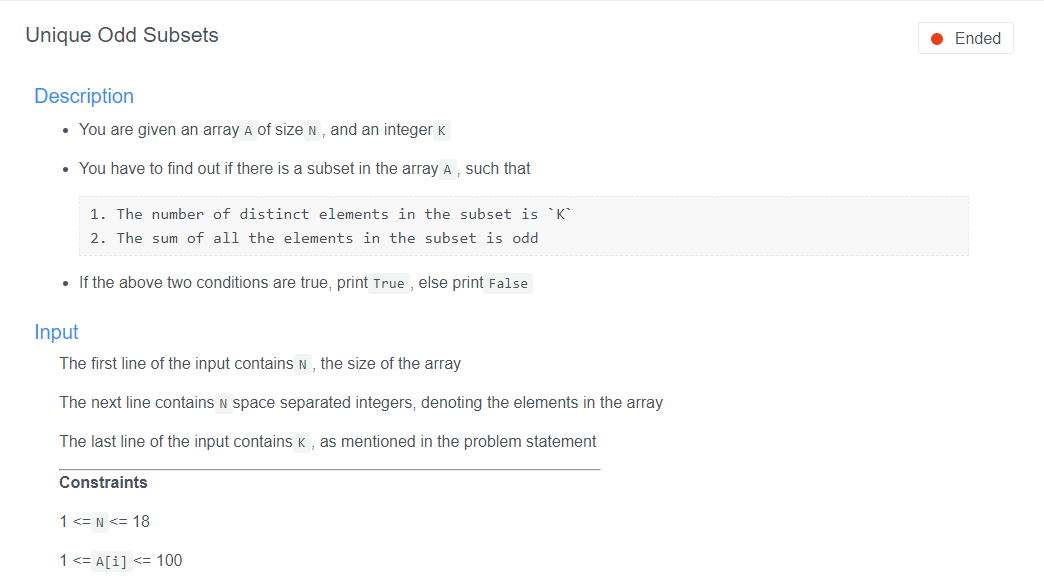 Unique Odd Subsets
Ended
Description
• You are given an array A of size N , and an integer K
• You have to find out if there is a subset in the array A , such that
1. The number of distinct elements in the subset is `K`
2. The sum of all the elements in the subset is odd
• If the above two conditions are true, print True , else print False
Input
The first line of the input contains N , the size of the array
The next line contains N space separated integers, denoting the elements in the array
The last line of the input contains K , as mentioned in the problem statement
Constraints
1 <= N <= 18
1 <= A[i] <= 100